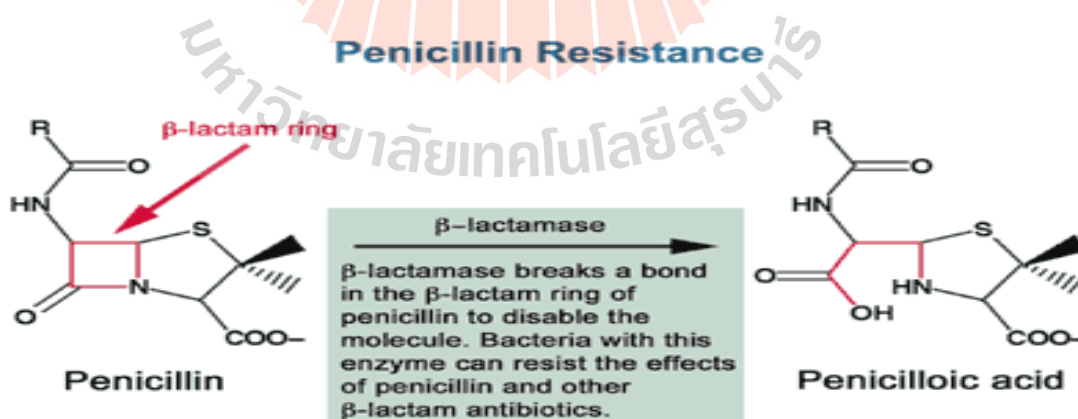 Penicillin Resistance
มหาวิทยาลัยเทคโนโลยีสุรนารี
β-lactam ring
R
O
HN
S
N
O
COO–
Penicillin
β–lactamase
β-lactamase breaks a bond
in the β-lactam ring of
penicillin to disable the
molecule. Bacteria with this
enzyme can resist the effects
of penicillin and other
β-lactam antibiotics.
R
O
HN
S
O
HN
OH
COO–
Penicilloic acid